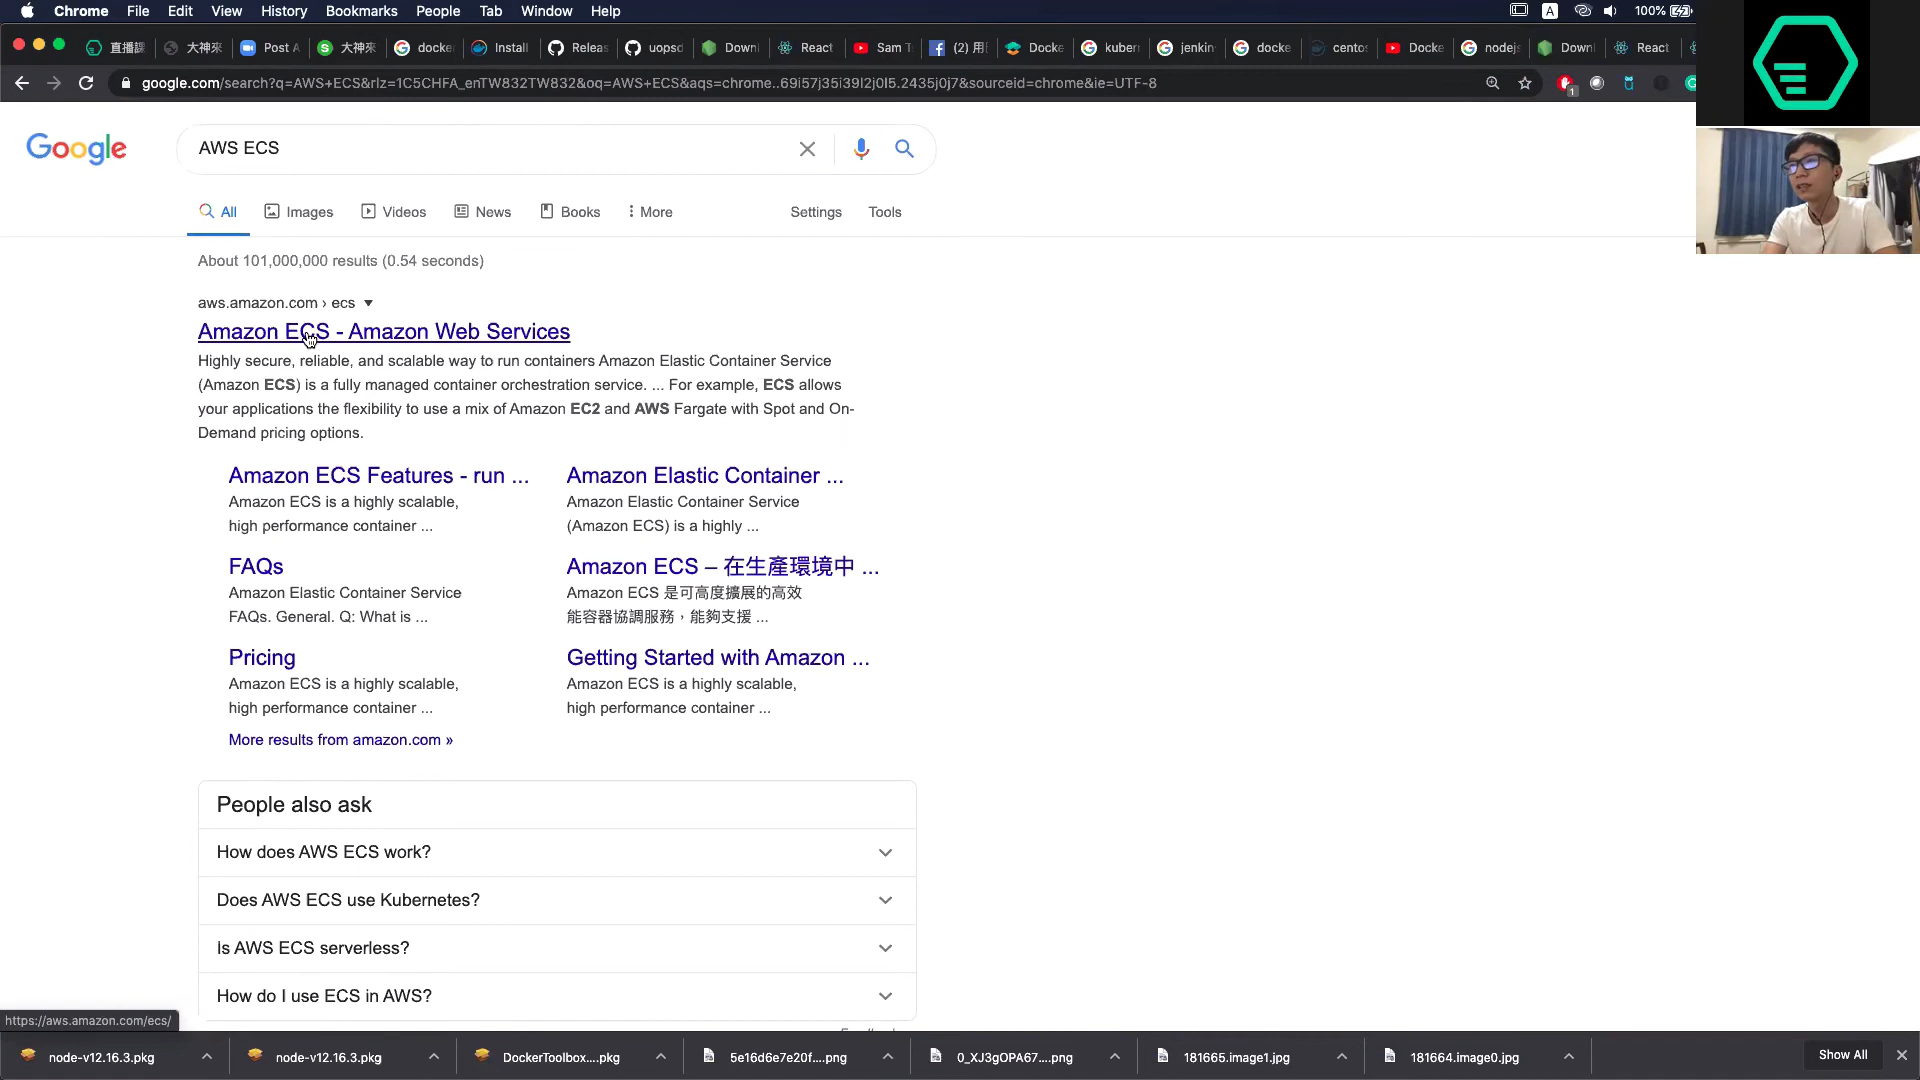 Chrome File Edit View History Bookmarks People Tab Window Help
A 100%
直播課 大神來 Post A 大神來 docke Install Releas uopsd Downl React Sam T (2) 用 Docke kuber jenkin docke centos Docke nodejs Downl React
google.com/search?q=AWS+ECS&rlz=1C5CHFA_enTW832TW832&oq=AWS+ECS&aqs=chrome..69i57j35i39l2j0l5.2435j0j7&sourceid=chrome&ie=UTF-8
1
Google
AWS ECS
All Images Videos News Books More Settings Tools
About 101,000,000 results (0.54 seconds)
aws.amazon.com › ecs
Amazon ECS - Amazon Web Services
Highly secure, reliable, and scalable way to run containers Amazon Elastic Container Service
(Amazon ECS) is a fully managed container orchestration service. ... For example, ECS allows
your applications the flexibility to use a mix of Amazon EC2 and AWS Fargate with Spot and On-
Demand pricing options.
Amazon ECS Features - run ...
Amazon ECS is a highly scalable,
high performance container ...
Amazon Elastic Container ...
Amazon Elastic Container Service
(Amazon ECS) is a highly ...
FAQs
Amazon Elastic Container Service
FAQs. General. Q: What is ...
Amazon ECS – 在生產環境中 ...
Amazon ECS 是可高度擴展的高效
能容器協調服務，能夠支援 ...
Pricing
Amazon ECS is a highly scalable,
high performance container ...
Getting Started with Amazon ...
Amazon ECS is a highly scalable,
high performance container ...
More results from amazon.com »
People also ask
How does AWS ECS work?
Does AWS ECS use Kubernetes?
Is AWS ECS serverless?
How do I use ECS in AWS?
https://aws.amazon.com/ecs/
node-v12.16.3.pkg node-v12.16.3.pkg DockerToolbox....pkg 5e16d6e7e20f....png 0_XJ3gOPA67....png 181665.image1.jpg 181664.image0.jpg Show All